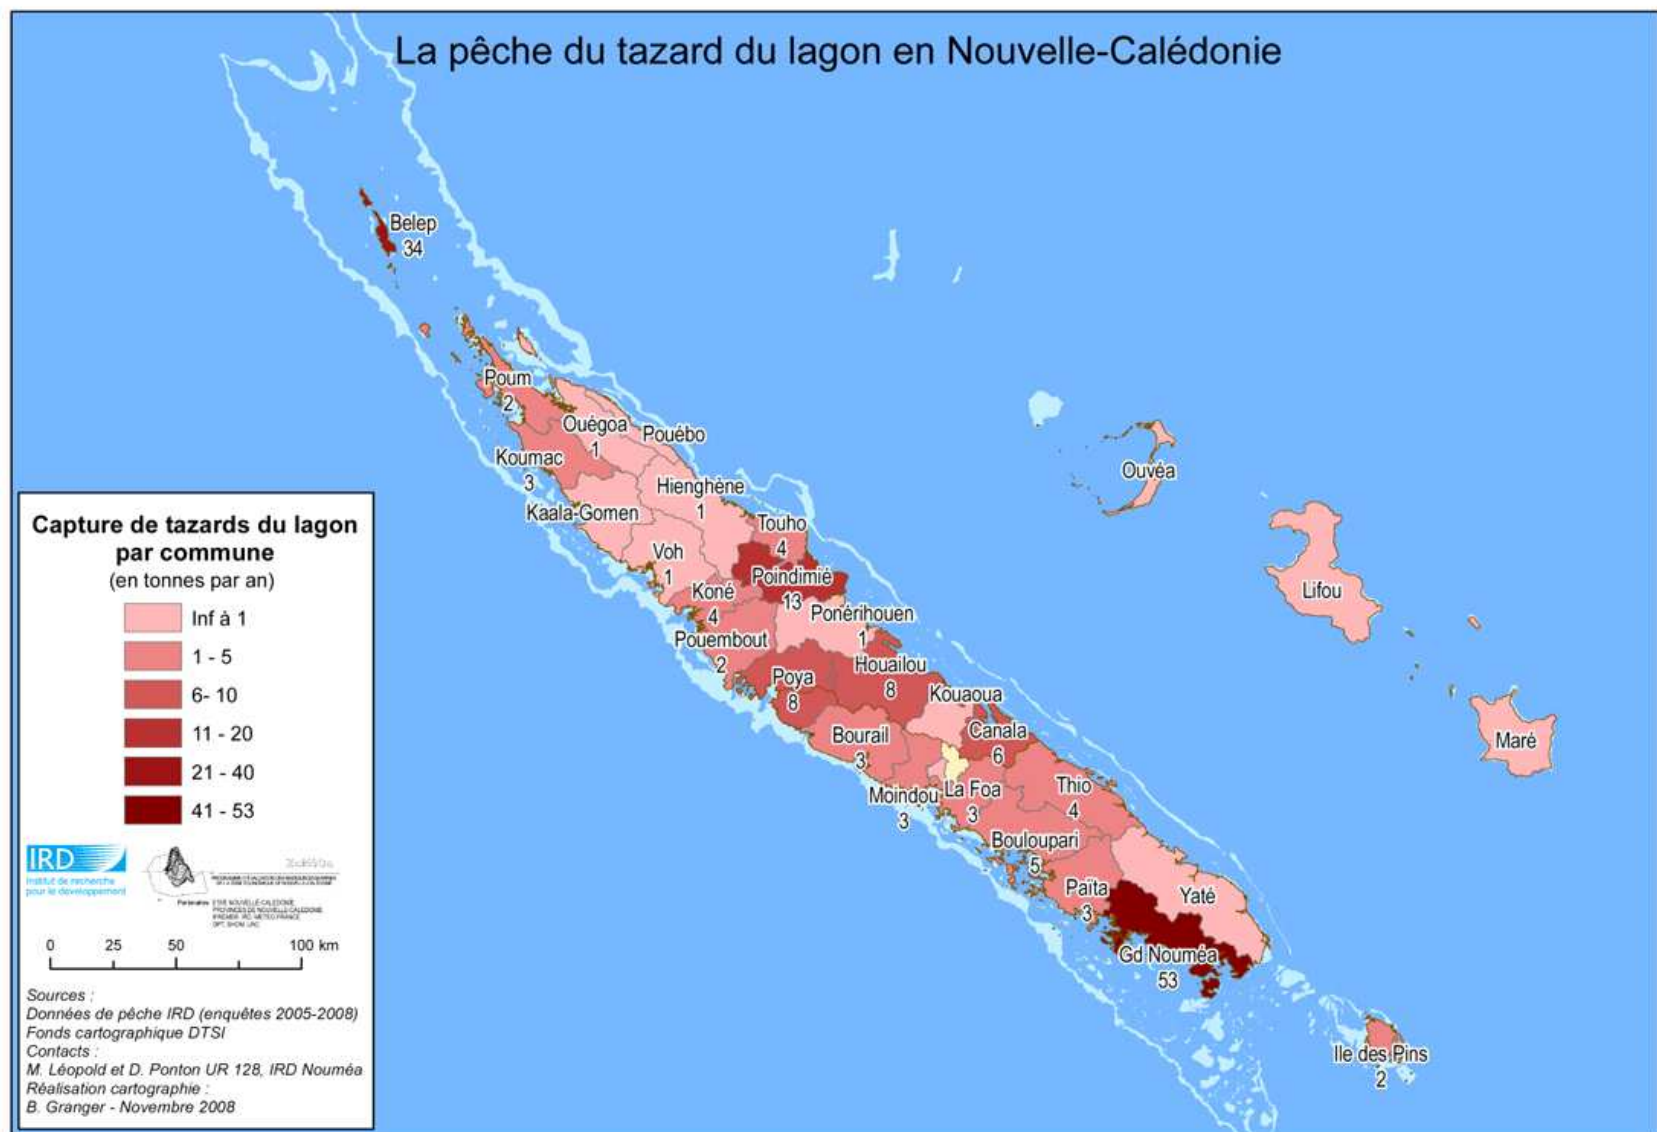 La pêche du tazard du lagon en Nouvelle-Calédonie
Belep
34
Poum
2
Ouégoa
1
Pouébo
Koumac
3
Hienghène
1
Kaala-Gomen
Touho
4
Voh
1
Poindimié
13
Koné
4
Ponérihouen
1
Pouembout
2
Houailou
8
Poya
8
Kouaoua
Bourail
3
Canala
6
Moindou
3
La Foa
3
Thio
4
Bouloupari
5
Païta
3
Yaté
Gd Nouméa
53
Ile des Pins
2
Ouvéa
Lifou
Maré
Capture de tazards du lagon
par commune
(en tonnes par an)
Inf à 1
1 - 5
6- 10
11 - 20
21 - 40
41 - 53
IRD
Institut de recherche
pour le développement
Partenaires
0 25 50 100 km
Sources :
Données de pêche IRD (enquêtes 2005-2008)
Fonds cartographique DTSI
Contacts :
M. Léopold et D. Ponton UR 128, IRD Nouméa
Réalisation cartographie :
B. Granger - Novembre 2008